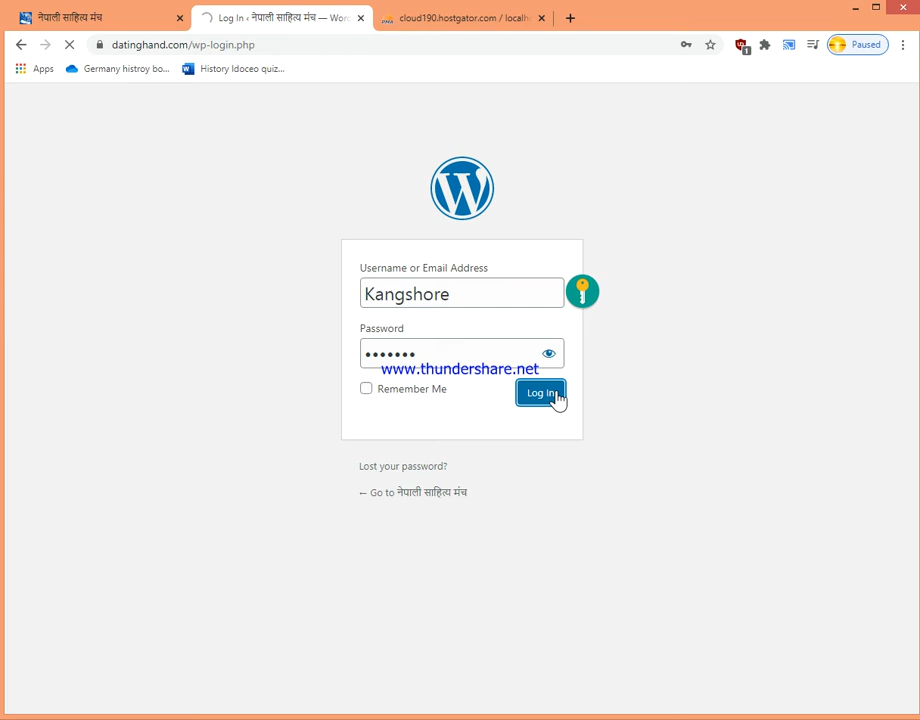 नेपाली साहित्य मंच
Log In ‹ नेपाली साहित्य मंच — Wor
cloud190.hostgator.com / localh
datinghand.com/wp-login.php
Paused
Apps
Germany histroy bo...
History Idoceo quiz...
Username or Email Address
Kangshore
Password
www.thundershare.net
Remember Me
Log In
Lost your password?
← Go to नेपाली साहित्य मंच